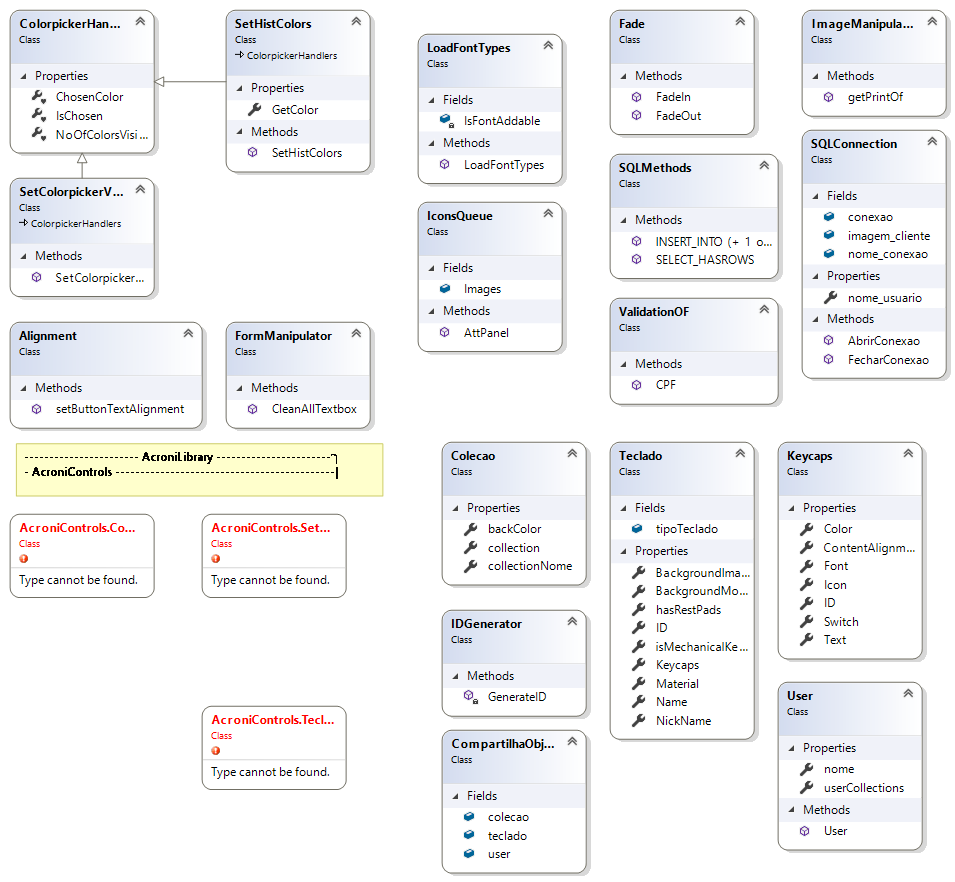 ColorpickerHan...
Class
Properties
ChosenColor
IsChosen
NoOfColorsVisi...
SetHistColors
Class
ColorpickerHandlers
Properties
GetColor
Methods
SetHistColors
SetColorpickerV...
Class
ColorpickerHandlers
Methods
SetColorpicker...
LoadFontTypes
Class
Fields
IsFontAddable
Methods
LoadFontTypes
IconsQueue
Class
Fields
Images
Methods
AttPanel
Fade
Class
Methods
FadeIn
FadeOut
SQLMethods
Class
Methods
INSERT_INTO (+ 1 o...
SELECT_HASROWS
ValidationOF
Class
Methods
CPF
ImageManipula...
Class
Methods
getPrintOf
SQLConnection
Class
Fields
conexao
imagem_cliente
nome_conexao
Properties
nome_usuario
Methods
AbrirConexao
FecharConexao
Alignment
Class
Methods
setButtonTextAlignment
FormManipulator
Class
Methods
CleanAllTextbox
AcroniLibrary
AcroniControls
AcroniControls.Co...
Class
Type cannot be found.
AcroniControls.Set...
Class
Type cannot be found.
AcroniControls.Tecl...
Class
Type cannot be found.
Colecao
Class
Properties
backColor
collection
collectionNome
IDGenerator
Class
Methods
GenerateID
CompartilhaObj...
Class
Fields
colecao
teclado
user
Teclado
Class
Fields
tipoTeclado
Properties
BackgroundIma...
BackgroundMo...
hasRestPads
ID
isMechanicalKe...
Keycaps
Material
Name
NickName
Keycaps
Class
Properties
Color
ContentAlignm...
Font
Icon
ID
Switch
Text
User
Class
Properties
nome
userCollections
Methods
User